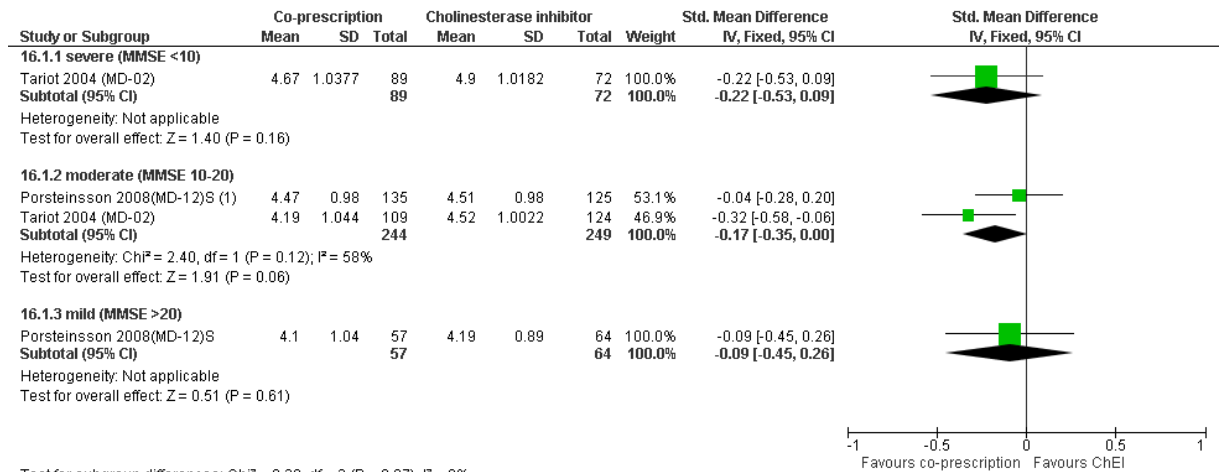 Co-prescription Cholinesterase inhibitor Std. Mean Difference Std. Mean Difference
Study or Subgroup Mean SD Total Mean SD Total Weight IV, Fixed, 95% CI IV, Fixed, 95% CI
16.1.1 severe (MMSE <10)
Tariot 2004 (MD-02) 4.67 1.0377 89 4.9 1.0182 72 100.0% -0.22 [-0.53, 0.09]
Subtotal (95% CI) 89 72 100.0% -0.22 [-0.53, 0.09]
Heterogeneity: Not applicable
Test for overall effect: Z = 1.40 (P = 0.16)
16.1.2 moderate (MMSE 10-20)
Porsteinsson 2008(MD-12)S (1) 4.47 0.98 135 4.51 0.98 125 53.1% -0.04 [-0.28, 0.20]
Tariot 2004 (MD-02) 4.19 1.044 109 4.52 1.0022 124 46.9% -0.32 [-0.58, -0.06]
Subtotal (95% CI) 244 249 100.0% -0.17 [-0.35, 0.00]
Heterogeneity: Chi² = 2.40, df = 1 (P = 0.12); I² = 58%
Test for overall effect: Z = 1.91 (P = 0.06)
16.1.3 mild (MMSE >20)
Porsteinsson 2008(MD-12)S 4.1 1.04 57 4.19 0.89 64 100.0% -0.09 [-0.45, 0.26]
Subtotal (95% CI) 57 64 100.0% -0.09 [-0.45, 0.26]
Heterogeneity: Not applicable
Test for overall effect: Z = 0.51 (P = 0.61)
-1 -0.5 0 0.5 1
Favours co-prescription Favours ChEI
Test for subgroup differences: